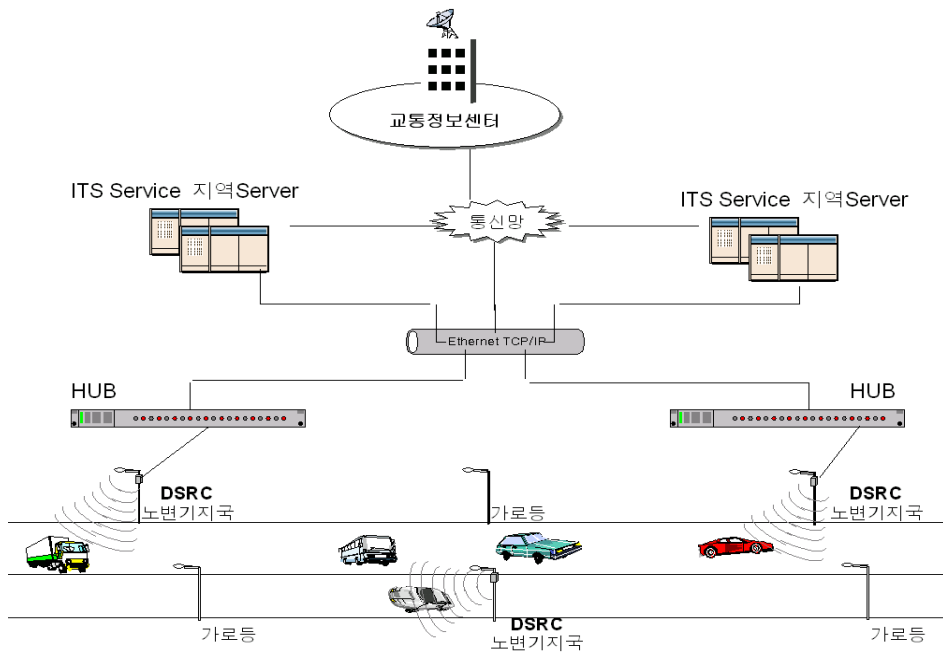 교통정보센터
ITS Service 지역Server
통신망
ITS Service 지역Server
Ethernet TCP/IP
HUB
HUB
DSRC
노변기지국
가로등
DSRC
노변기지국
가로등
DSRC
노변기지국
가로등